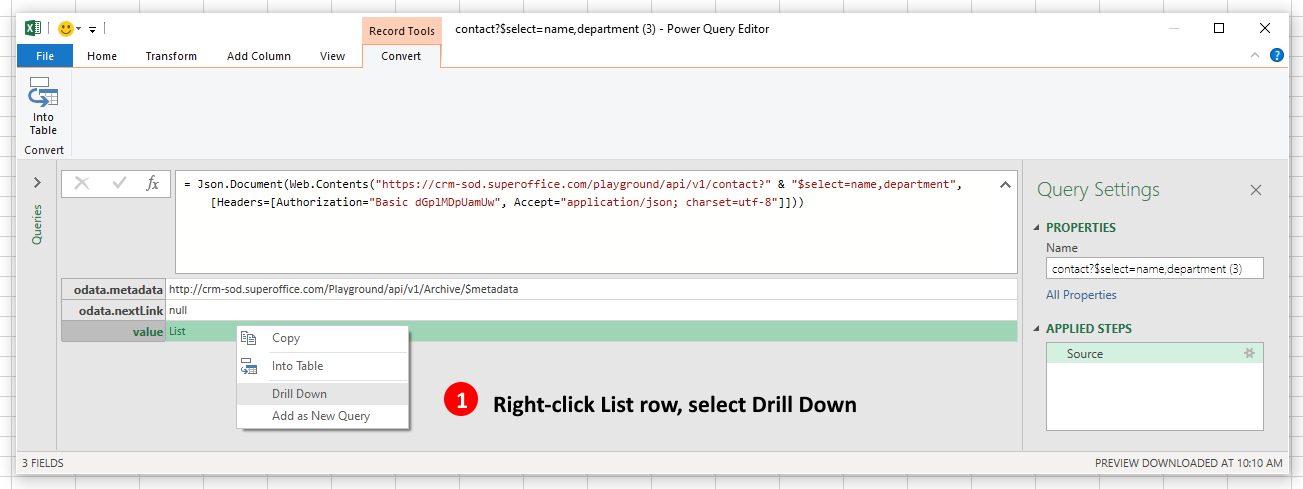 Record Tools
contact?$select=name,department (3) - Power Query Editor
File Home Transform Add Column View Convert
Into
Table
Convert
Queries
= Json.Document(Web.Contents("https://crm-sod.superoffice.com/playground/api/v1/contact?" & "$select=name,department",
[Headers=[Authorization="Basic dGplMDpUamUw", Accept="application/json; charset=utf-8"]]))
odata.metadata http://crm-sod.superoffice.com/Playground/api/v1/Archive/$metadata
odata.nextLink null
value List
Copy
Into Table
Drill Down
Add as New Query
1 Right-click List row, select Drill Down
Query Settings
PROPERTIES
Name
contact?$select=name,department (3)
All Properties
APPLIED STEPS
Source
3 FIELDS
PREVIEW DOWNLOADED AT 10:10 AM